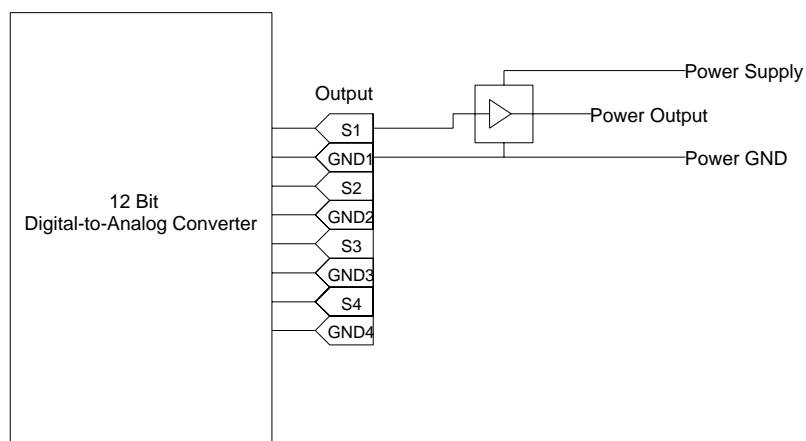 Power Supply
Output
Power Output
S1
GND1
Power GND
S2
12 Bit
Digital-to-Analog Converter
GND2
S3
GND3
S4
GND4